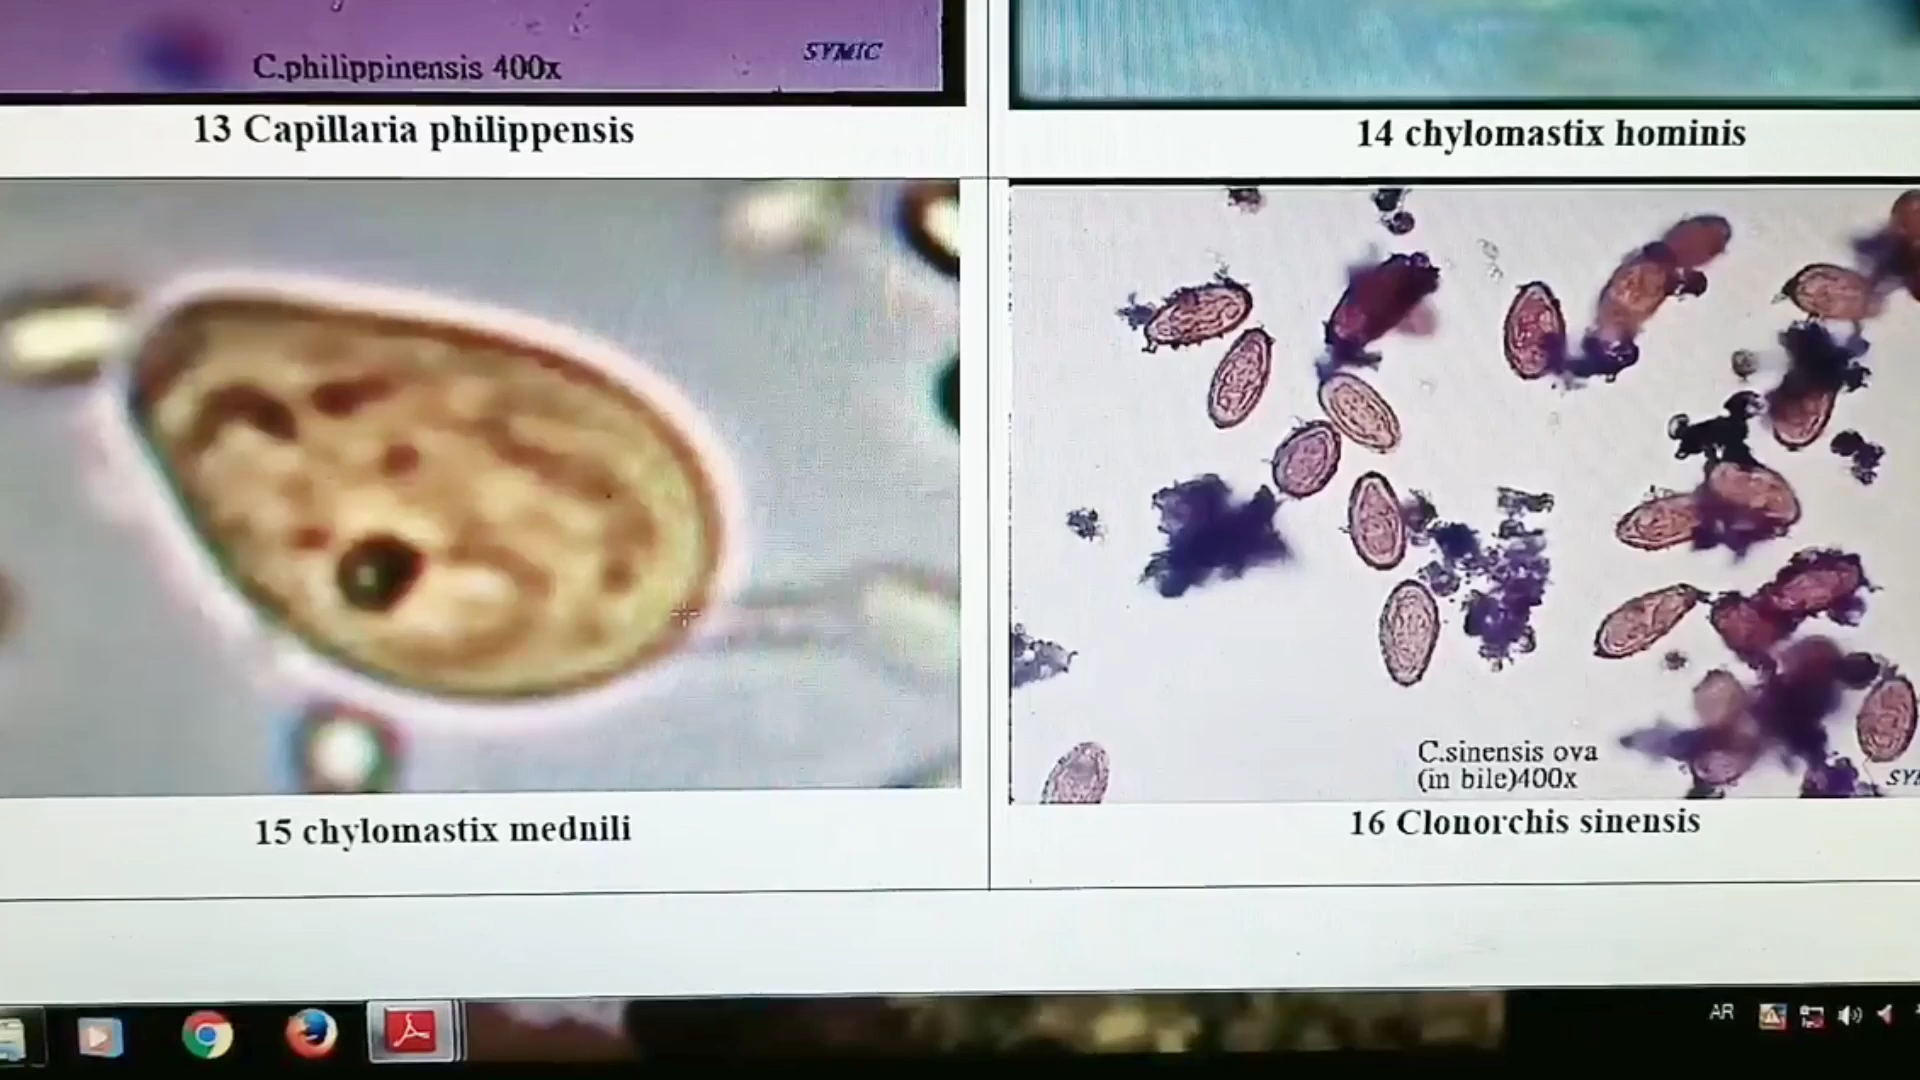 C.philippinensis 400x
SYMIC
13 Capillaria philippensis
14 chylomastix hominis
C.sinensis ova
(in bile)400x
15 chylomastix mednili
16 Clonorchis sinensis
AR